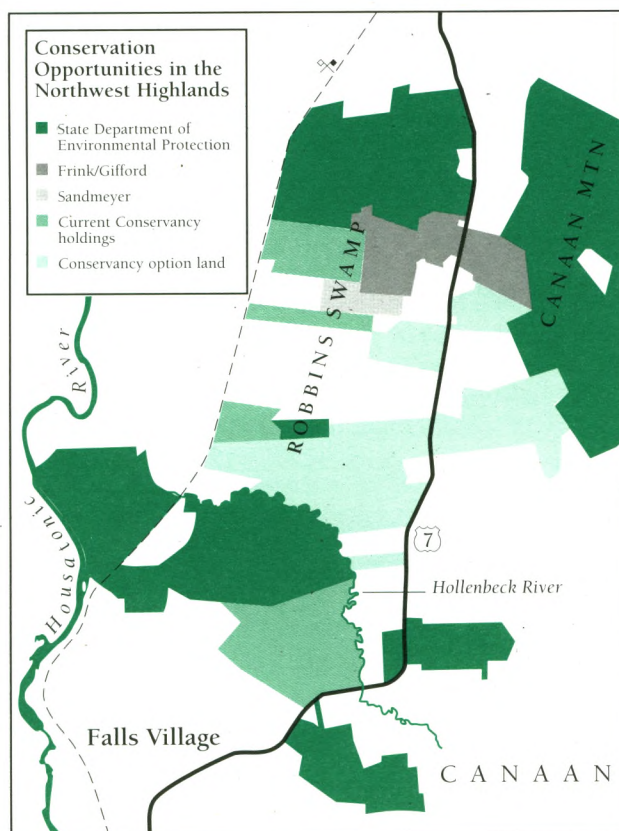 Conservation
Opportunities in the
Northwest Highlands
State Department of
Environmental Protection
Frink/Gifford
Sandmeyer
Current Conservancy
holdings
Conservancy option land
CANAAN MTN
ROBBINS SWAMP
Housatonic River
7
Hollenbeck River
Falls Village
CANAAN